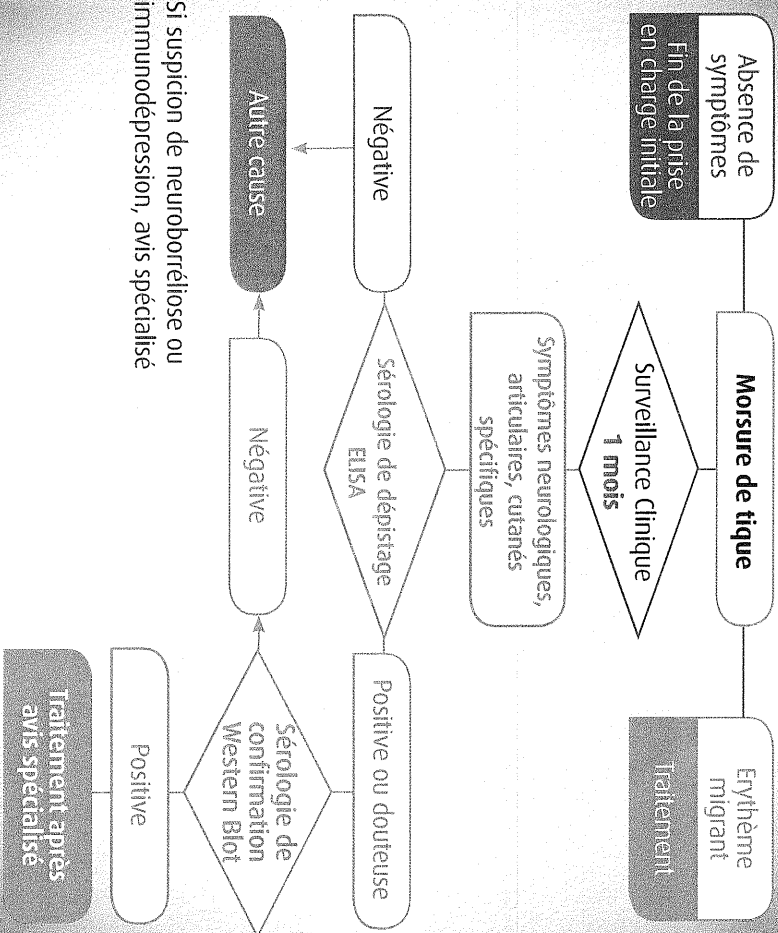 Absence de
symptômes
Fin de la prise
en charge initiale
Morsure de tique
Erythème
migrant
Traitement
Surveillance Clinique
1 mois
Symptômes neurologiques,
articulaires, cutanés
spécifiques
Négative
Sérologie de dépistage
ELISA
Positive ou douteuse
Autre cause
Négative
Sérologie de
confirmation
Western Blot
Positive
Traitement après
avis spécialisé
Si suspicion de neuroborréliose ou
immunodépression, avis spécialisé